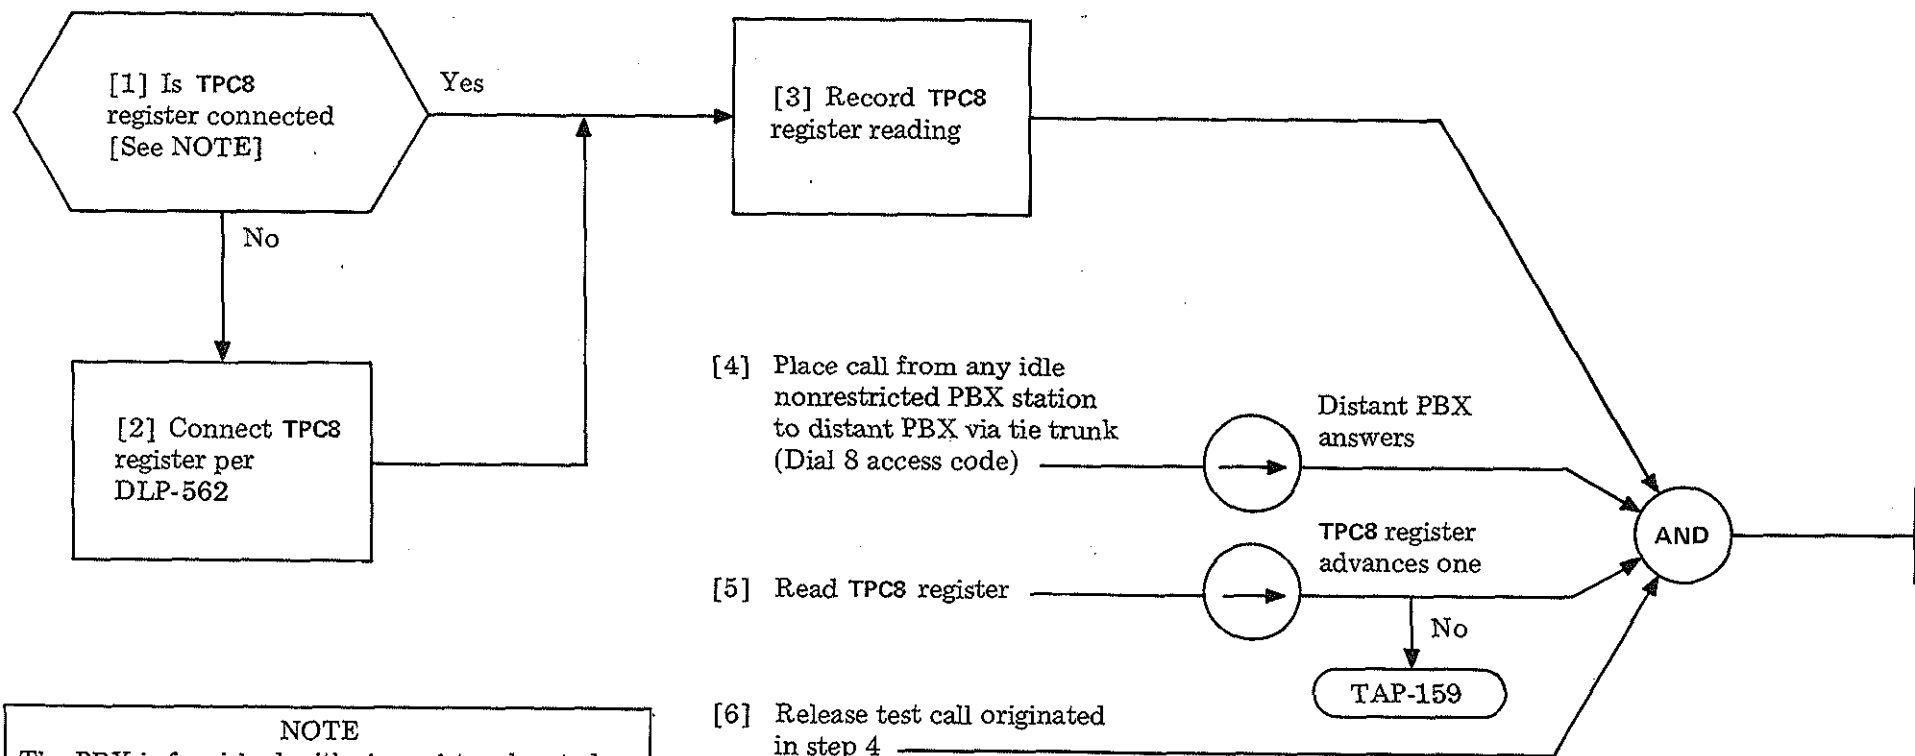 [1] Is TPC8
register connected
[See NOTE]
Yes
No
[2] Connect TPC8
register per
DLP-562
[3] Record TPC8
register reading
[4] Place call from any idle
nonrestricted PBX station
to distant PBX via tie trunk
(Dial 8 access code)
Distant PBX
answers
[5] Read TPC8 register
TPC8 register
advances one
No
TAP-159
AND
[6] Release test call originated
in step 4
NOTE